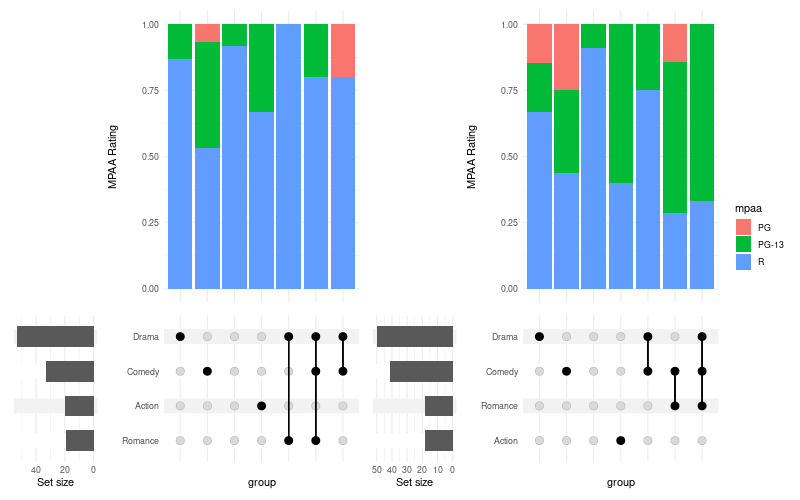 MPAA Rating
1.00
0.75
0.50
0.25
0.00
Drama
Comedy
Action
Romance
40 20 0
Set size
group
MPAA Rating
1.00
0.75
0.50
0.25
0.00
Drama
Comedy
Romance
Action
50 40 30 20 10 0
Set size
group
mpaa
PG
PG-13
R